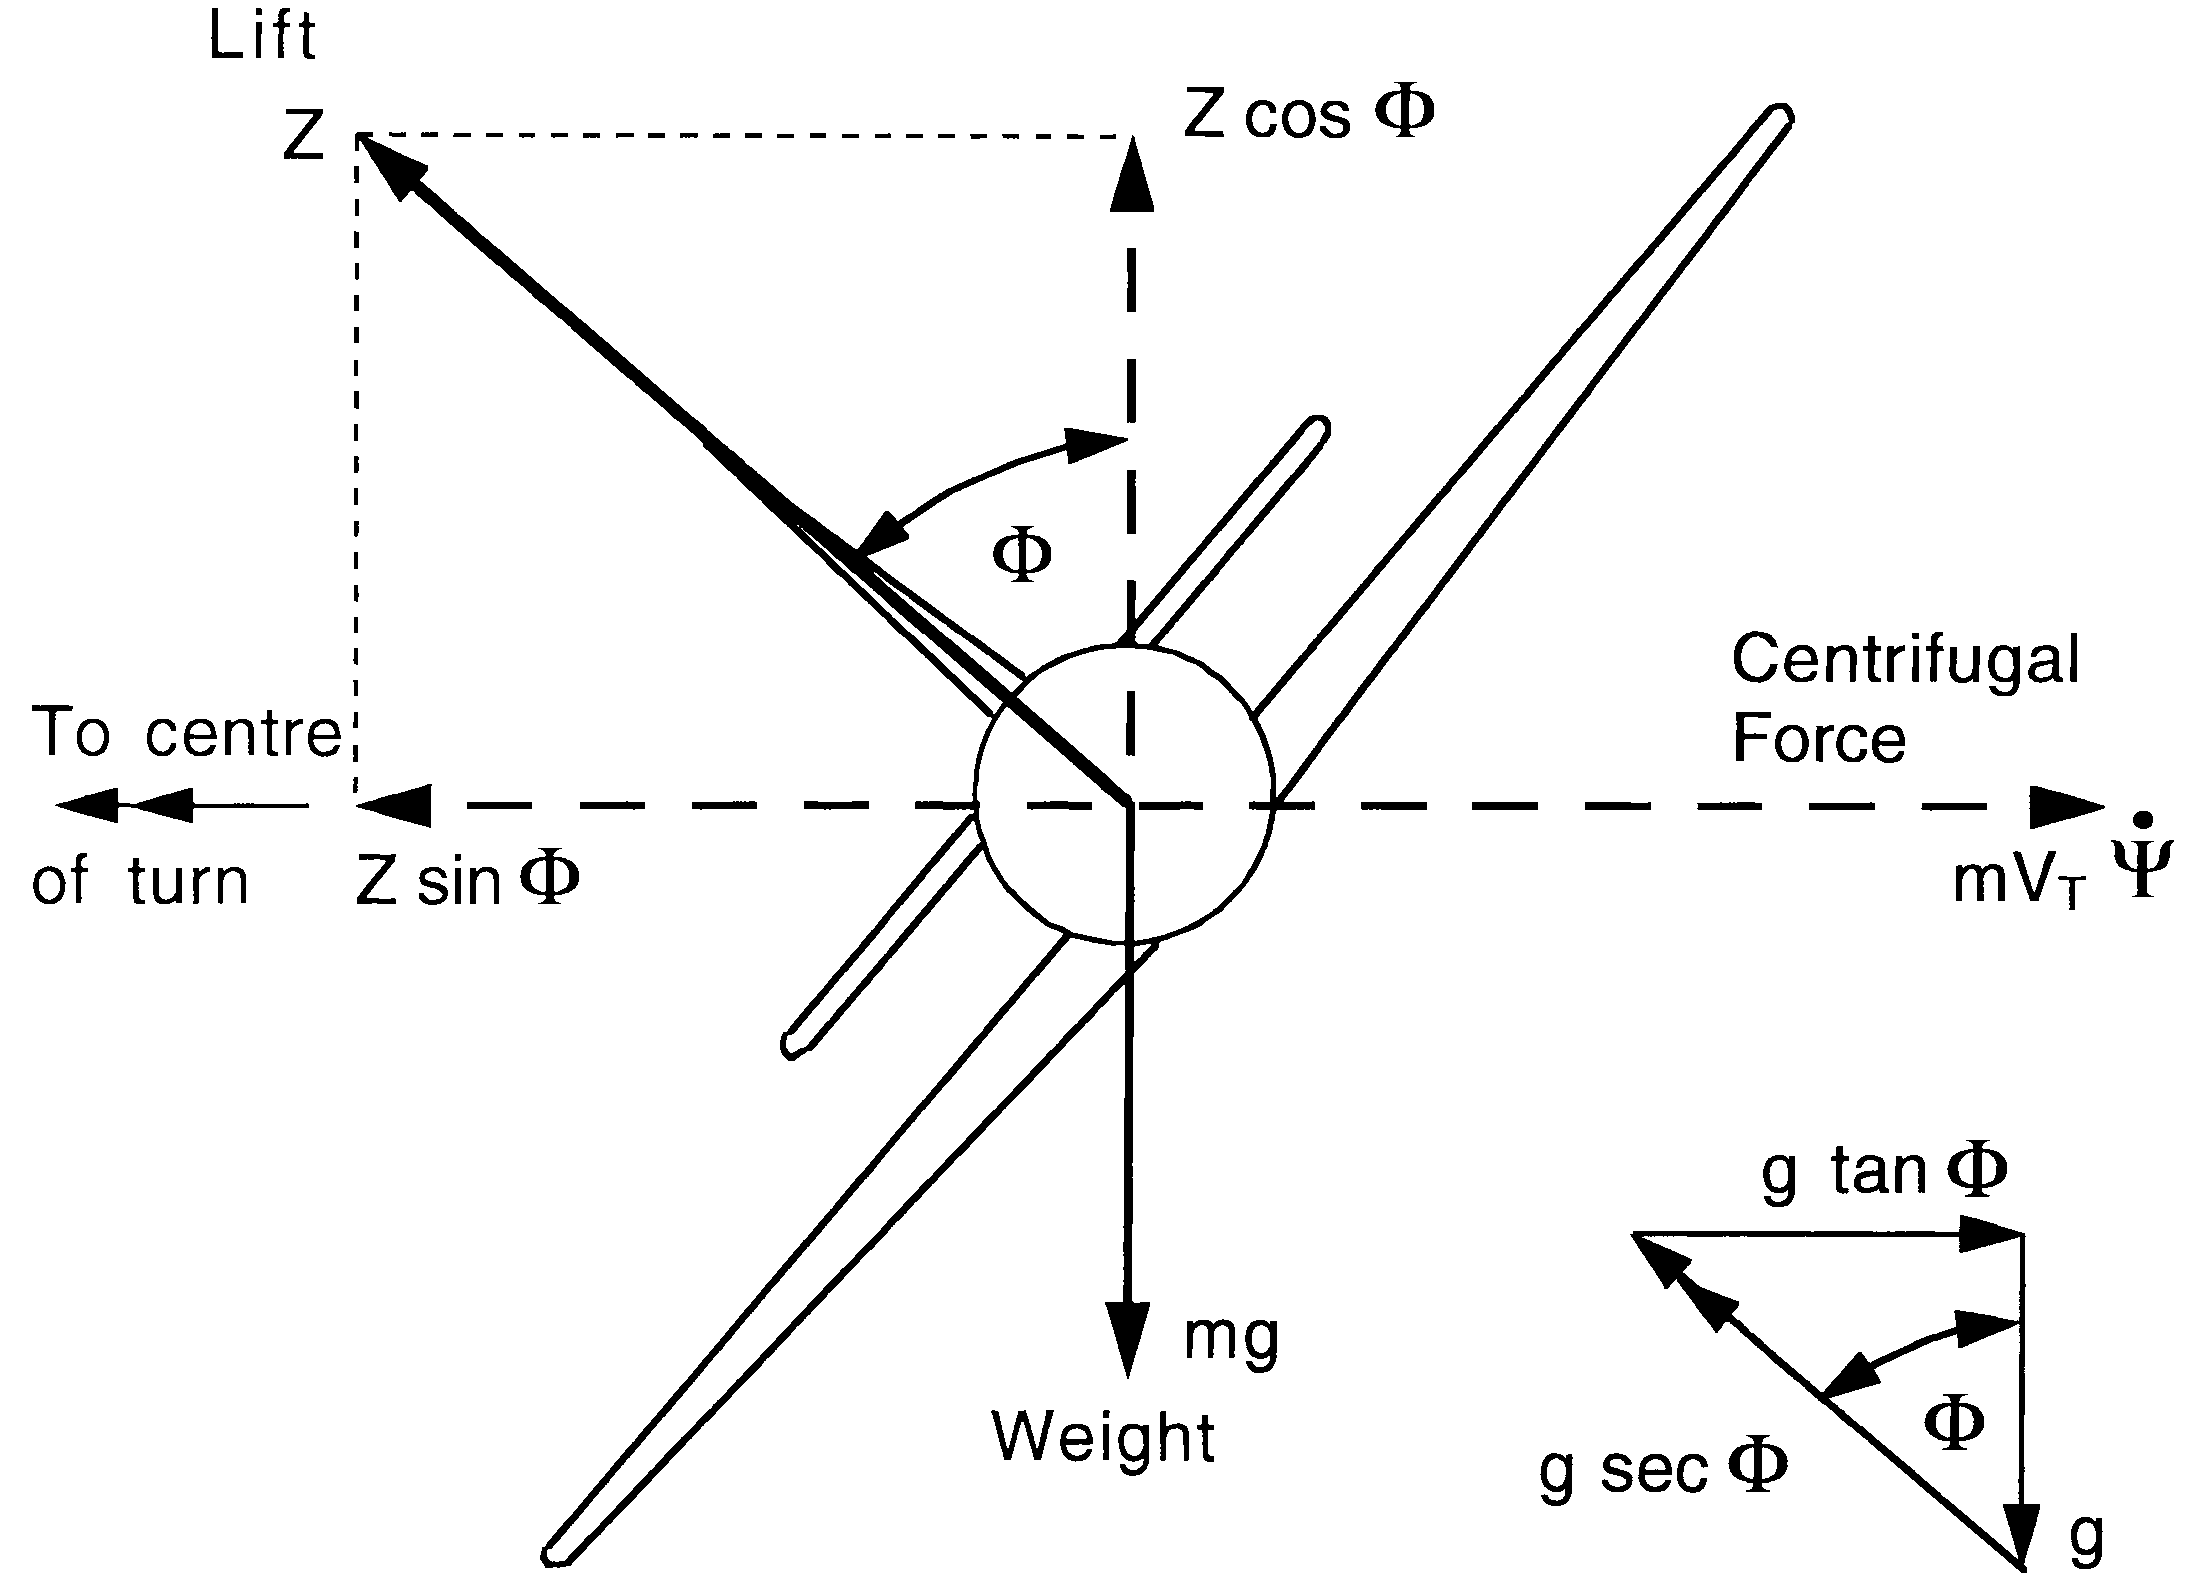 Lift
Z
Z cos Φ
Φ
Centrifugal
Force
To centre
of turn
Z sin Φ
mV_T Ψ̇
g tan Φ
mg
Weight
Φ
g sec Φ
g